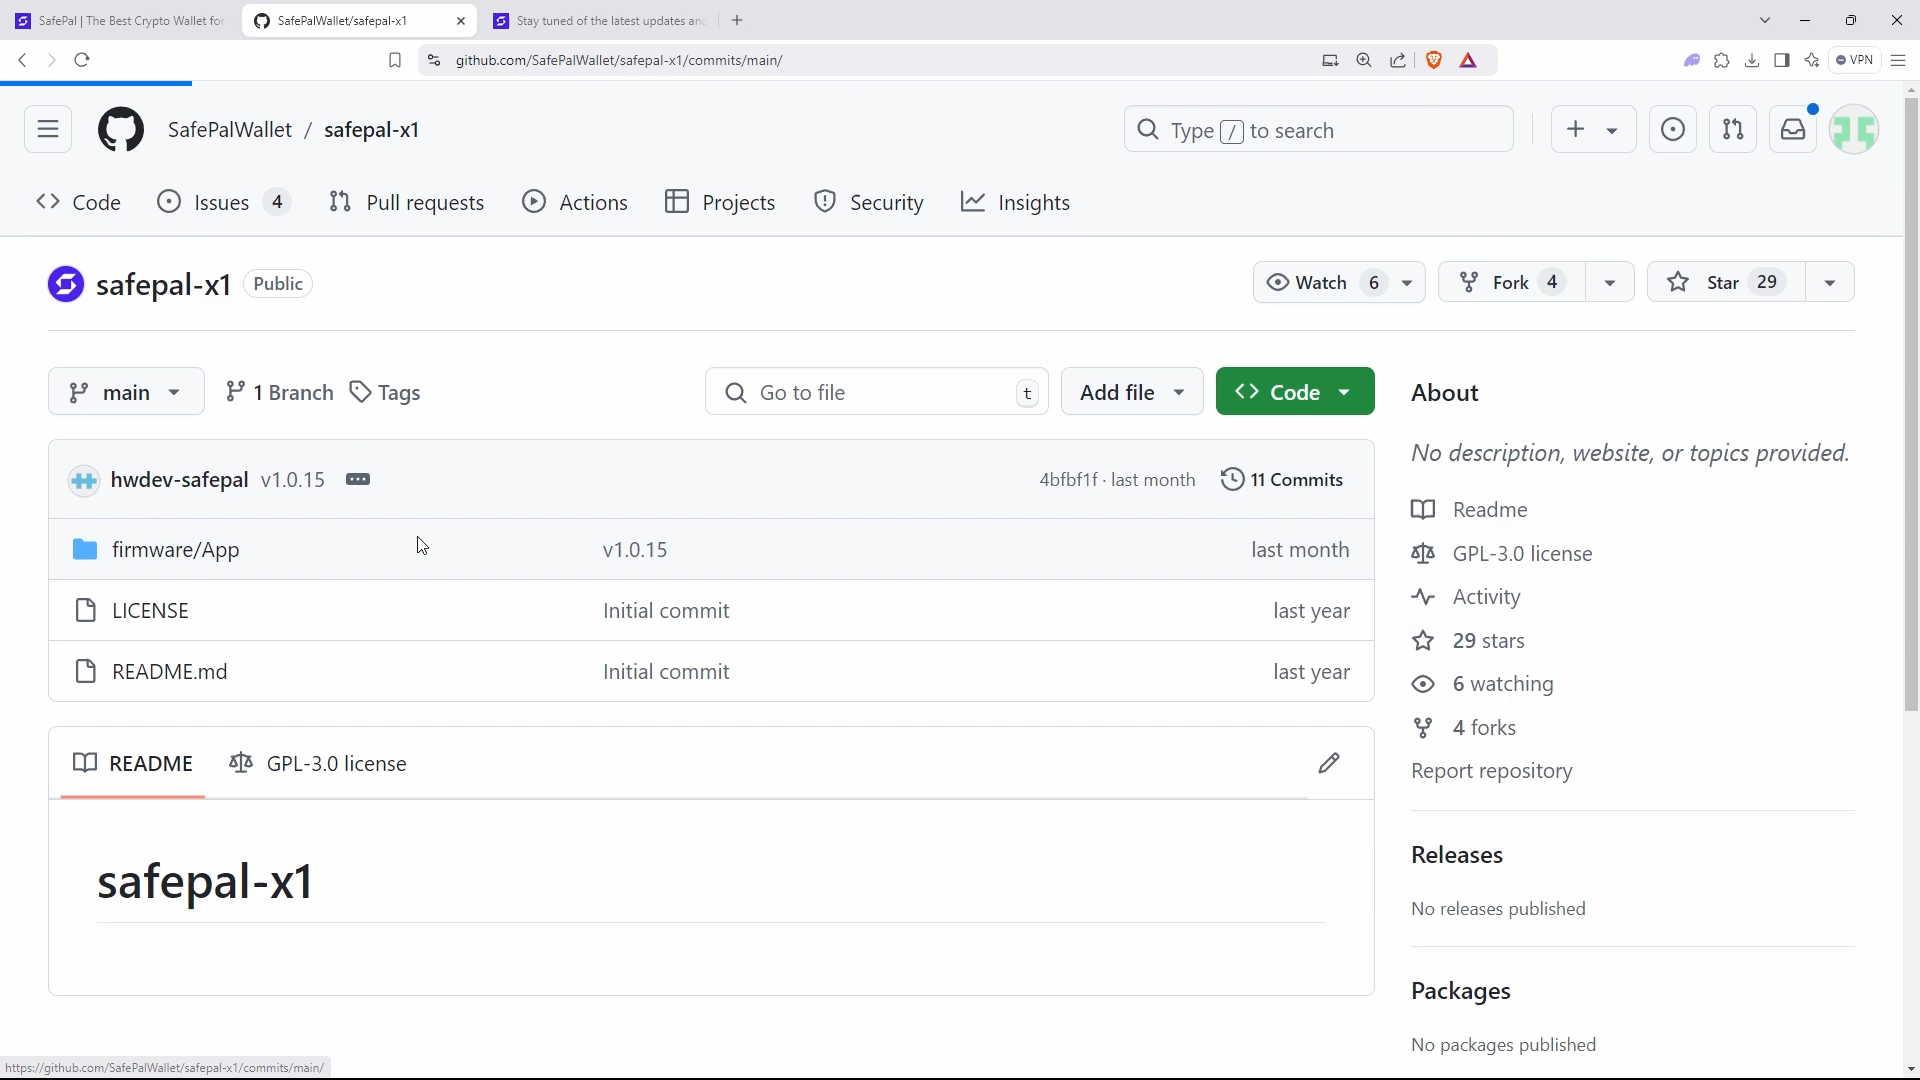 SafePal | The Best Crypto Wallet for
SafePalWallet/safepal-x1
Stay tuned of the latest updates and
github.com/SafePalWallet/safepal-x1/commits/main/
VPN
SafePalWallet / safepal-x1
Type / to search
Code
Issues 4
Pull requests
Actions
Projects
Security
Insights
safepal-x1 Public
Watch 6
Fork 4
Star 29
main
1 Branch
Tags
Go to file t
Add file
Code
About
No description, website, or topics provided.
hwdev-safepal v1.0.15
4bfbf1f · last month
11 Commits
firmware/App v1.0.15 last month
LICENSE Initial commit last year
README.md Initial commit last year
Readme
GPL-3.0 license
Activity
29 stars
6 watching
4 forks
Report repository
README
GPL-3.0 license
safepal-x1
Releases
No releases published
Packages
No packages published
https://github.com/SafePalWallet/safepal-x1/commits/main/